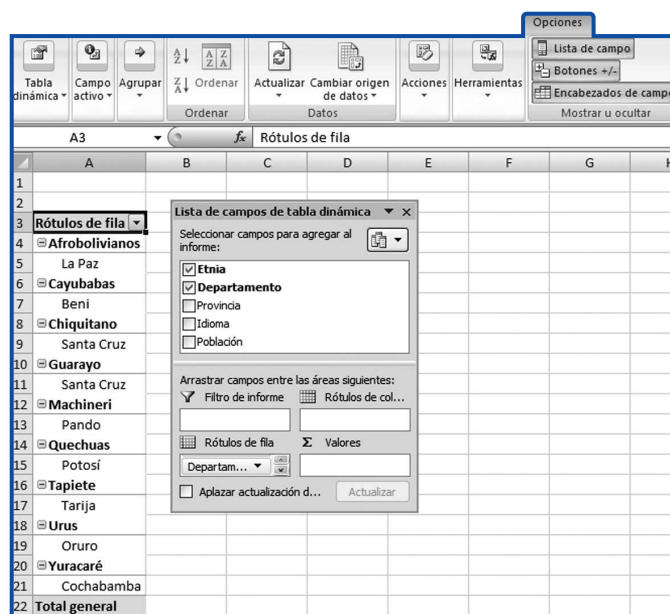 Opciones
Tabla dinámica
Campo activo
Agrupar
A Z
Z A
A Z Z A
Ordenar
Ordenar
Actualizar
Cambiar origen de datos
Datos
Acciones
Herramientas
Lista de campo
Botones +/-
Encabezados de campo
Mostrar u ocultar
A3
fx
Rótulos de fila
A B C D E F G H
1
2
3 Rótulos de fila
4 Afrobolivianos
5 La Paz
6 Cayubabas
7 Beni
8 Chiquitano
9 Santa Cruz
10 Guarayo
11 Santa Cruz
12 Machineri
13 Pando
14 Quechuas
15 Potosí
16 Tapiete
17 Tarija
18 Urus
19 Oruro
20 Yuracaré
21 Cochabamba
22 Total general
Lista de campos de tabla dinámica
Seleccionar campos para agregar al
informe:
Etnia
Departamento
Provincia
Idioma
Población
Arrastrar campos entre las áreas siguientes:
Filtro de informe
Rótulos de col...
Rótulos de fila
Σ Valores
Departam...
Aplazar actualización d...
Actualizar